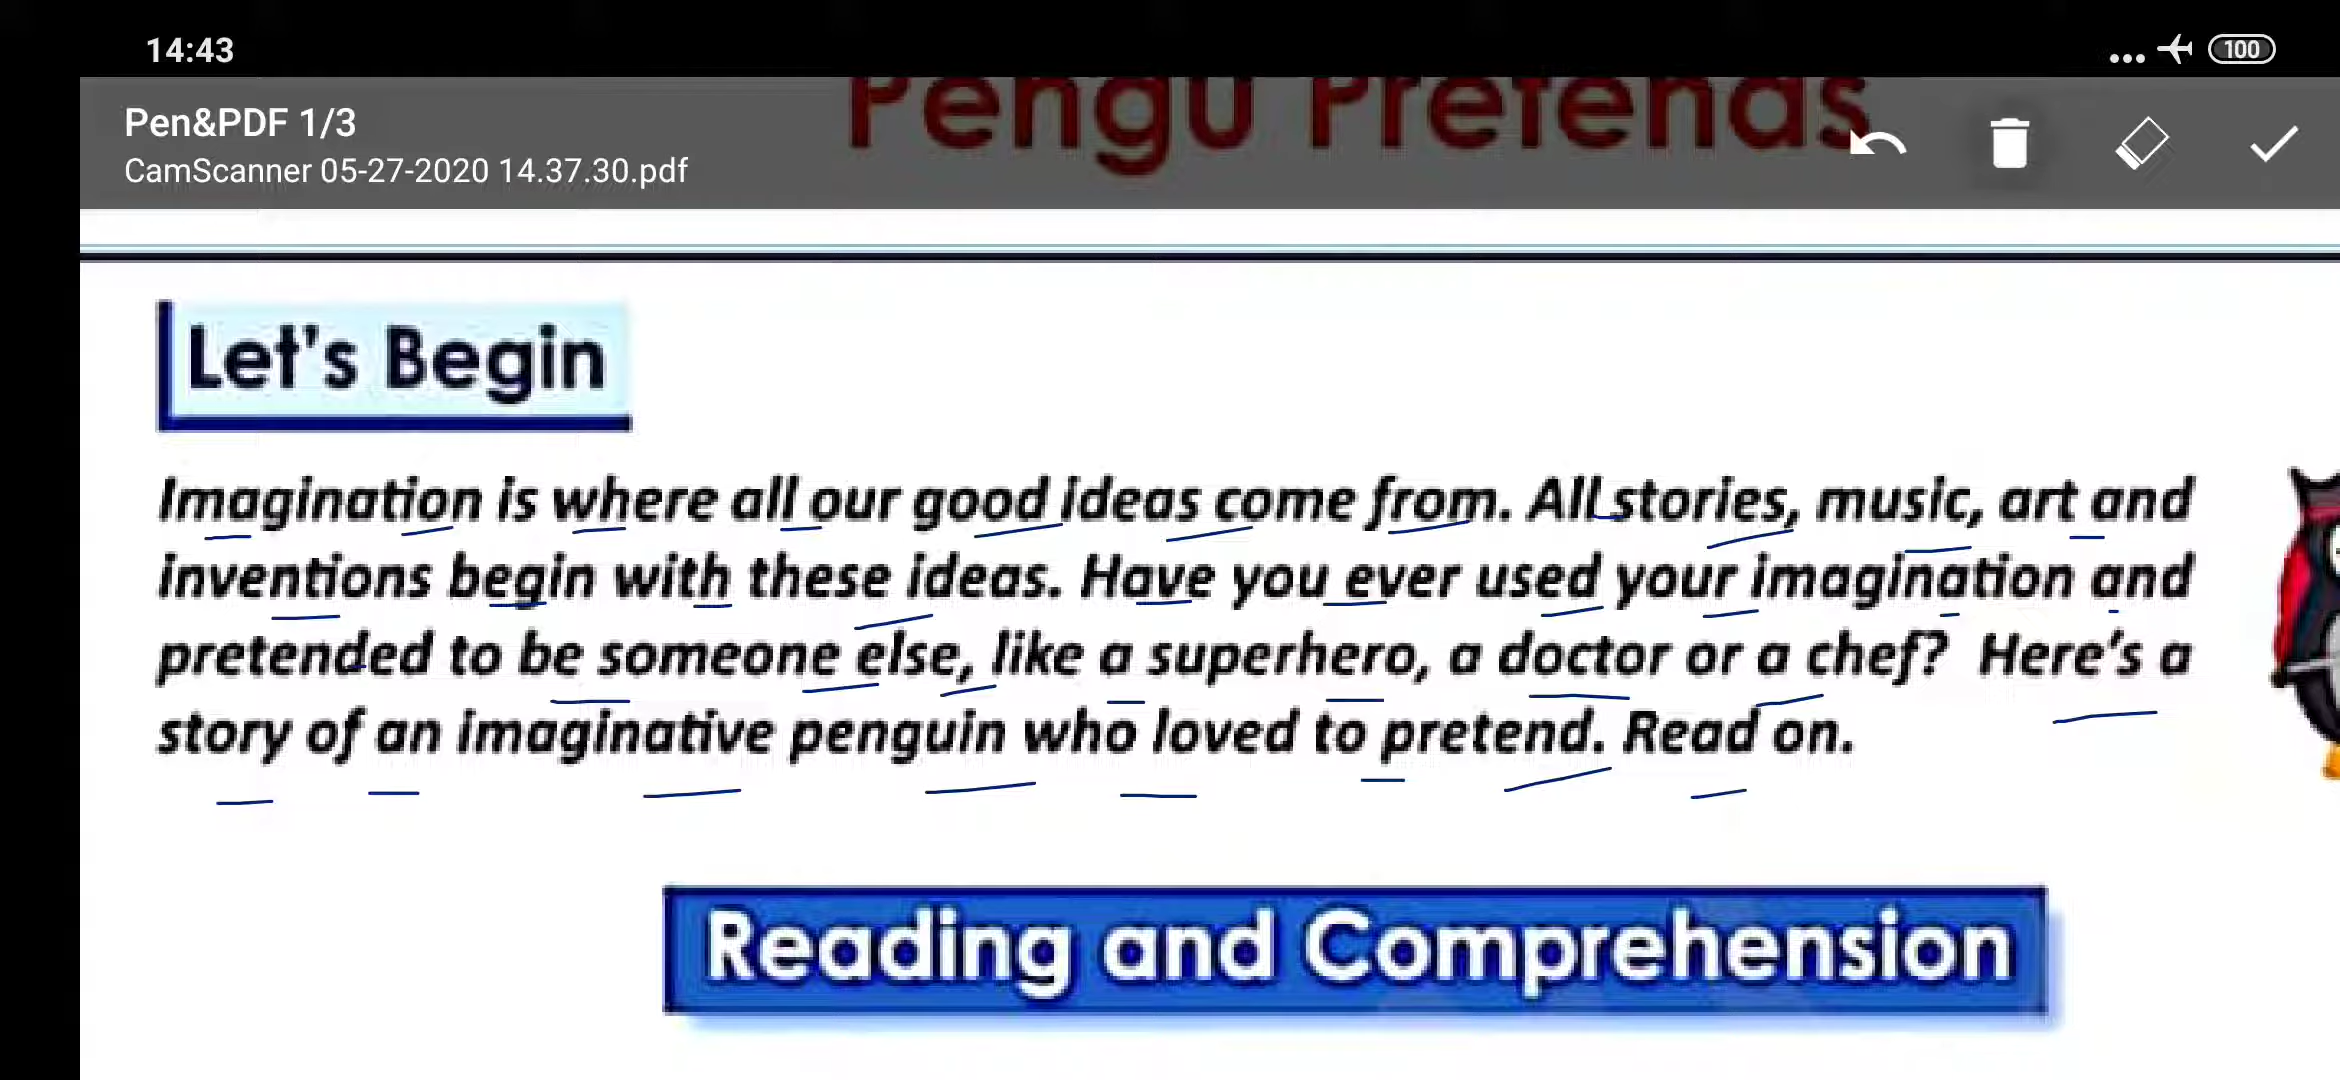 14:43
100
Pengu Pretends
Pen&PDF 1/3
CamScanner 05-27-2020 14.37.30.pdf
Let's Begin
Imagination is where all our good ideas come from. All stories, music, art and
inventions begin with these ideas. Have you ever used your imagination and
pretended to be someone else, like a superhero, a doctor or a chef? Here's a
story of an imaginative penguin who loved to pretend. Read on.
Reading and Comprehension